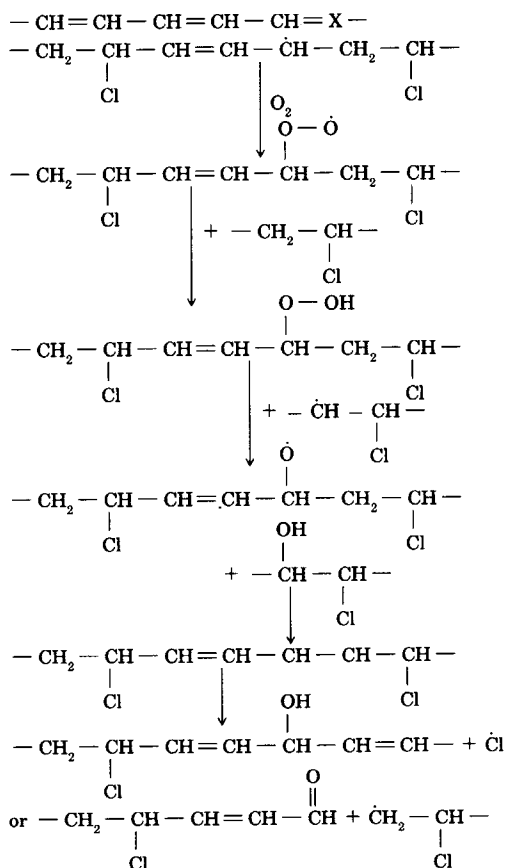 — CH=CH—CH=CH—CH=X—
—CH₂—CH—CH=CH—ĊH—CH₂—CH—
Cl Cl
O₂
O—Ȯ
—CH₂—CH—CH=CH—CH—CH₂—CH—
Cl Cl
+ —CH₂—CH—
Cl
O—OH
—CH₂—CH—CH=CH—CH—CH₂—CH—
Cl Cl
+ —ĊH—CH—
Cl
Ȯ
—CH₂—CH—CH=CH—CH—CH₂—CH—
Cl Cl
OH
+ —CH—CH—
Cl
—CH₂—CH—CH=CH—CH—CH—CH—
Cl Cl
OH
—CH₂—CH—CH=CH—CH—CH=CH— + Ċl
Cl
O
or —CH₂—CH—CH=CH—CH + ĊH₂—CH—
Cl Cl